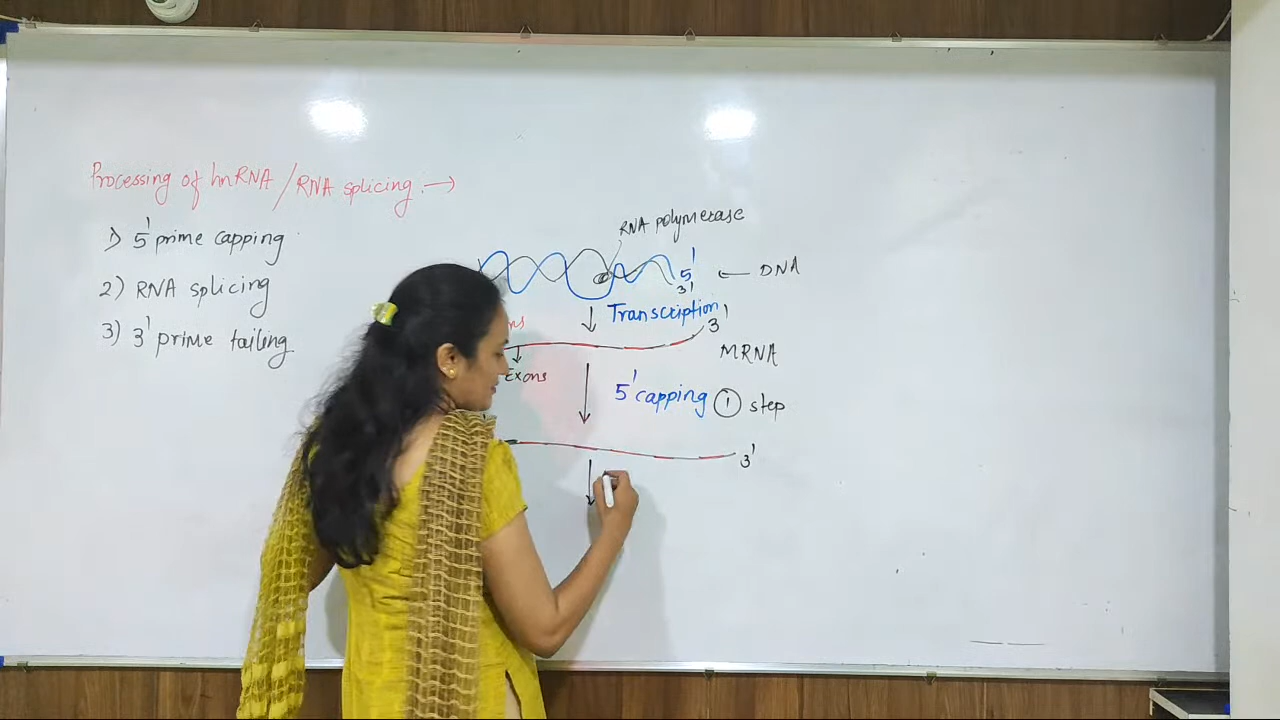 Processing of hnRNA / RNA splicing. →
1) 5' prime capping
2) RNA splicing
3) 3' prime tailing
RNA polymerase
5'
3'
← DNA
Transcription
3'
mRNA
Exons
5' capping ① step
3'